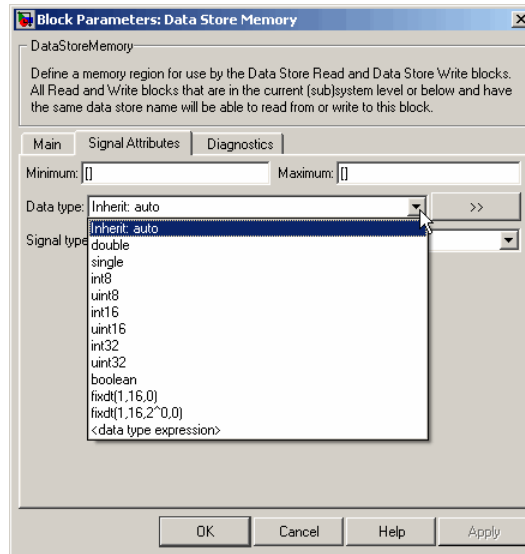 Block Parameters: Data Store Memory
DataStoreMemory
Define a memory region for use by the Data Store Read and Data Store Write blocks.
All Read and Write blocks that are in the current (sub)system level or below and have
the same data store name will be able to read from or write to this block.
Main Signal Attributes Diagnostics
Minimum: [] Maximum: []
Data type: Inherit: auto >>
Inherit: auto
Signal type
double
single
int8
uint8
int16
uint16
int32
uint32
boolean
fixdt(1,16,0)
fixdt(1,16,2^0,0)
<data type expression>
OK Cancel Help Apply